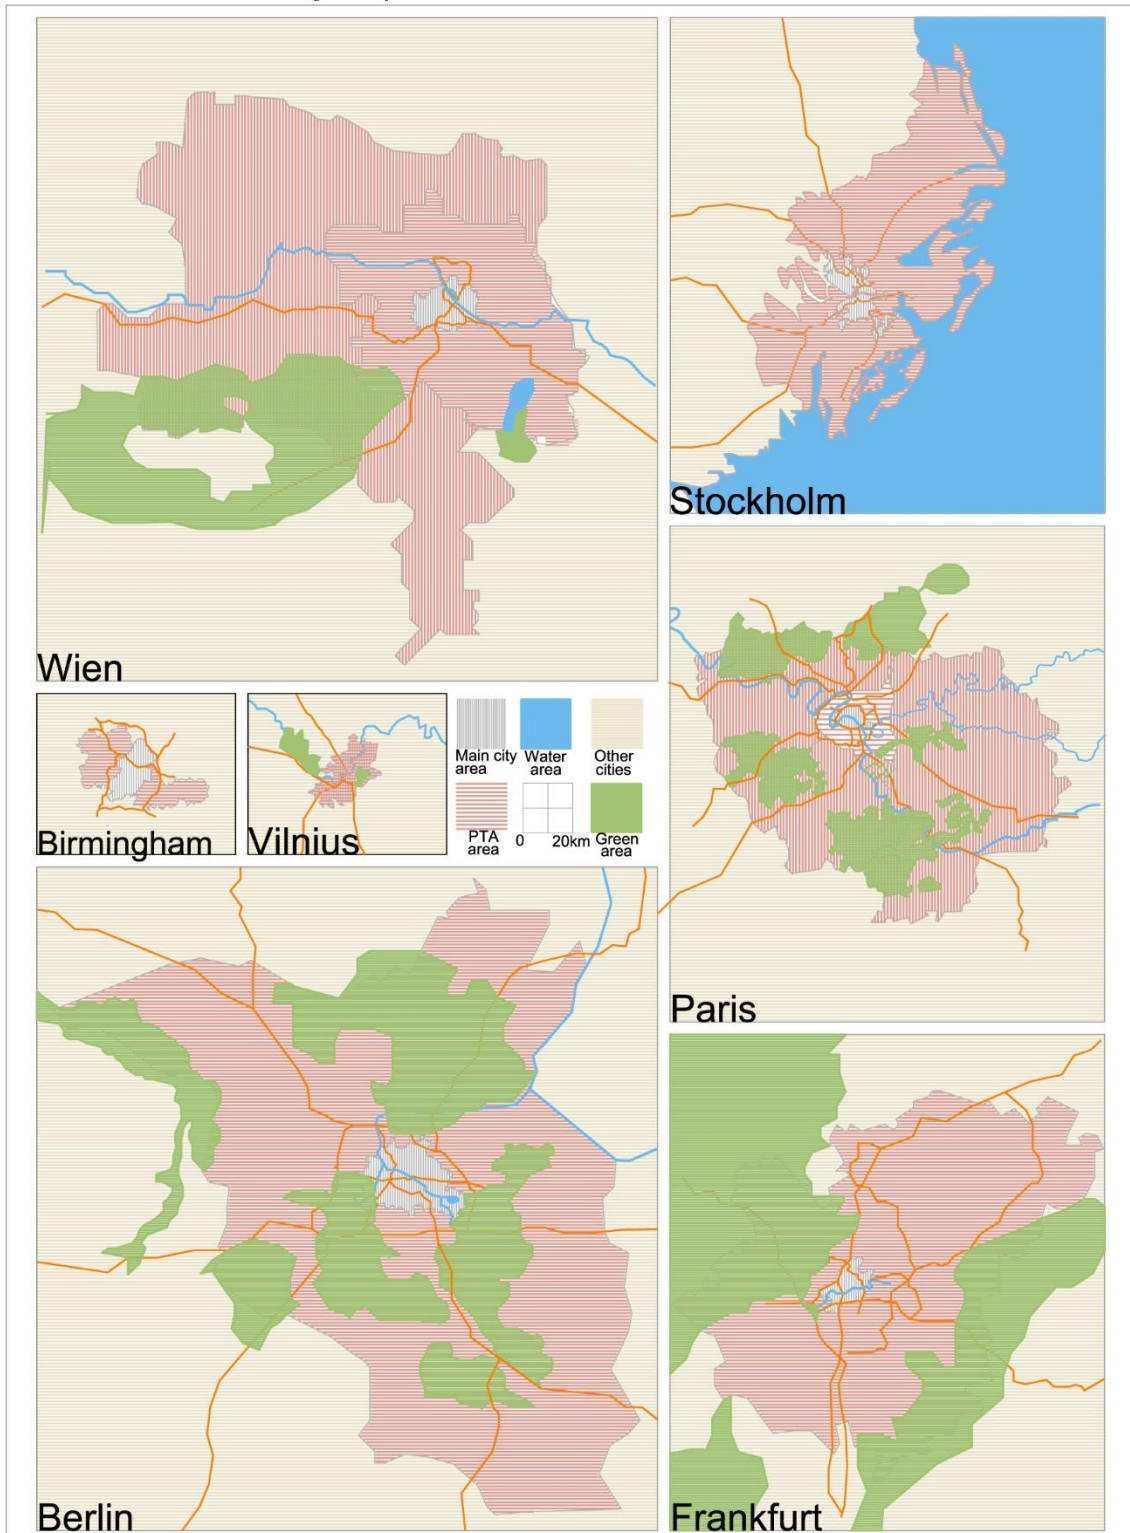 Wien
Stockholm
Birmingham
Vilnius
Main city
area
Water
area
Other
cities
PTA
area
0
20km
Green
area
Paris
Berlin
Frankfurt